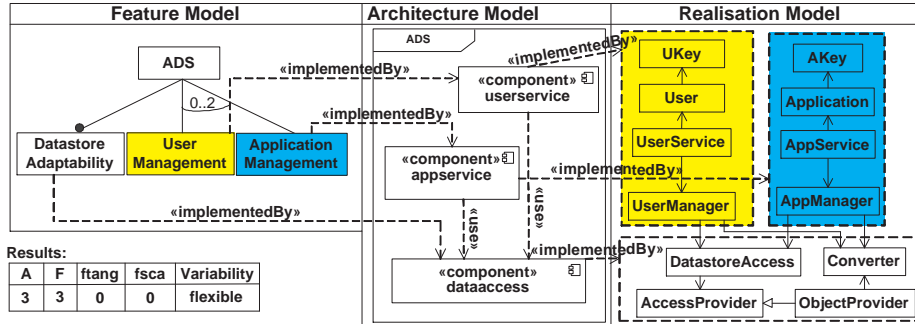 Feature Model
Architecture Model
Realisation Model
ADS
0..2
Datastore
Adaptability
User
Management
Application
Management
«implementedBy»
«implementedBy»
«implementedBy»
ADS
«implementedBy»
«component»
userservice
«component»
appservice
«implementedBy»
«use»
«use»
«component»
dataaccess
«implementedBy»
UKey
User
UserService
UserManager
AKey
Application
AppService
AppManager
DatastoreAccess
Converter
AccessProvider
ObjectProvider
Results:
A F ftang fsca Variability
3 3 0 0 flexible